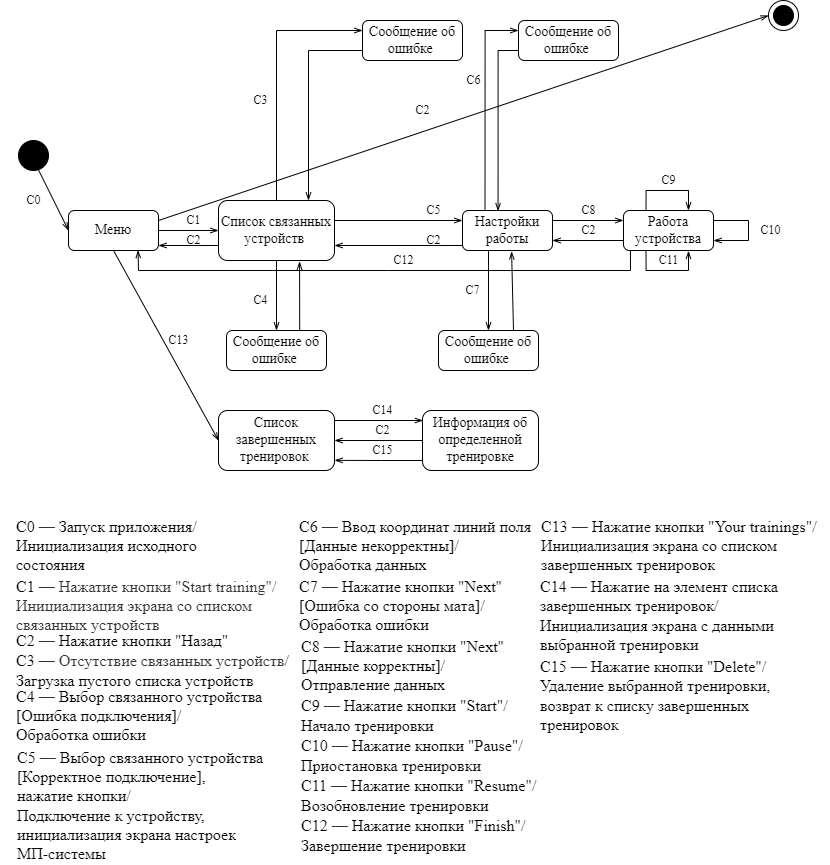 Сообщение об
ошибке
Сообщение об
ошибке
C3
C6
C2
C0
Меню
C1
C2
Список связанных
устройств
C5
C2
Настройки
работы
C8
C2
C9
Работа
устройства
C10
C11
C12
C4
C7
Сообщение об
ошибке
Сообщение об
ошибке
C13
Список
завершенных
тренировок
C14
C2
C15
Информация об
определенной
тренировке
C0 — Запуск приложения/
Инициализация исходного
состояния
C1 — Нажатие кнопки "Start training"/
Инициализация экрана со списком
связанных устройств
C2 — Нажатие кнопки "Назад"
C3 — Отсутствие связанных устройств/
Загрузка пустого списка устройств
C4 — Выбор связанного устройства
[Ошибка подключения]/
Обработка ошибки
C5 — Выбор связанного устройства
[Корректное подключение],
нажатие кнопки/
Подключение к устройству,
инициализация экрана настроек
МП-системы
C6 — Ввод координат линий поля
[Данные некорректны]/
Обработка данных
C7 — Нажатие кнопки "Next"
[Ошибка со стороны мата]/
Обработка ошибки
C8 — Нажатие кнопки "Next"
[Данные корректны]/
Отправление данных
C9 — Нажатие кнопки "Start"/
Начало тренировки
C10 — Нажатие кнопки "Pause"/
Приостановка тренировки
C11 — Нажатие кнопки "Resume"/
Возобновление тренировки
C12 — Нажатие кнопки "Finish"/
Завершение тренировки
C13 — Нажатие кнопки "Your trainings"/
Инициализация экрана со списком
завершенных тренировок
C14 — Нажатие на элемент списка
завершенных тренировок/
Инициализация экрана с данными
выбранной тренировки
C15 — Нажатие кнопки "Delete"/
Удаление выбранной тренировки,
возврат к списку завершенных
тренировок